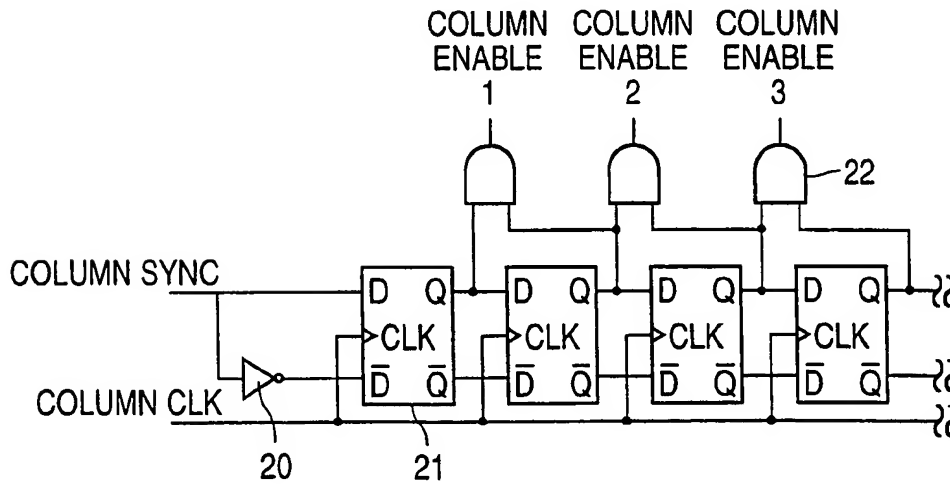 COLUMN ENABLE 1
COLUMN ENABLE 2
COLUMN ENABLE 3
22
COLUMN SYNC
D Q D Q D Q D Q
CLK CLK CLK CLK
D̅ Q̅ D̅ Q̅ D̅ Q̅ D̅ Q̅
COLUMN CLK
20
21